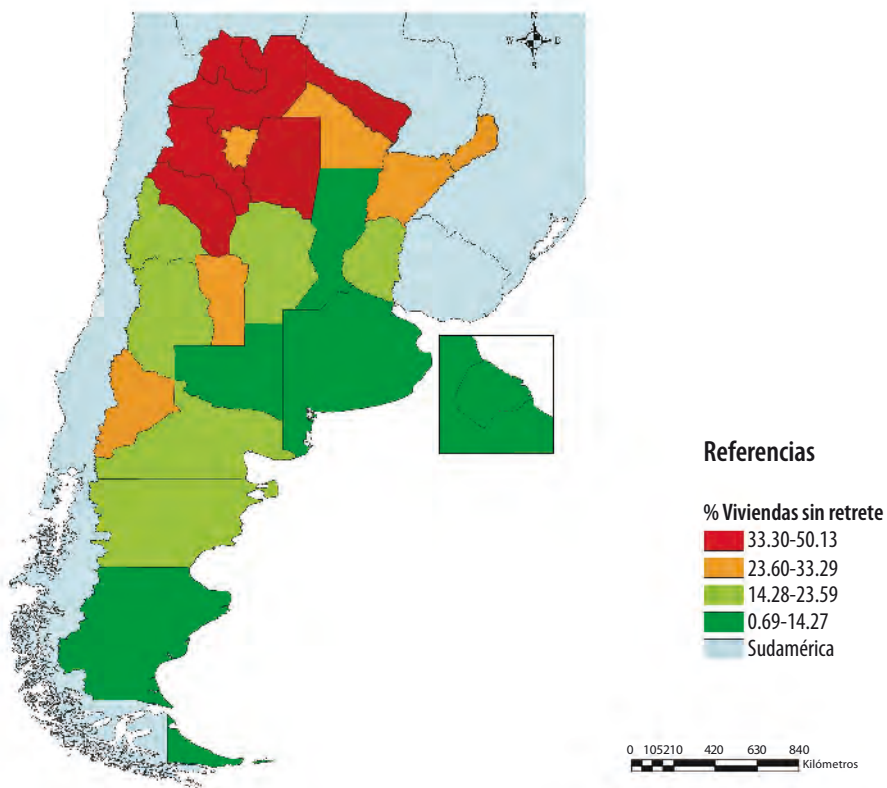 N
W E
S
Referencias
% Viviendas sin retrete
33.30-50.13
23.60-33.29
14.28-23.59
0.69-14.27
Sudamérica
0 105210 420 630 840
Kilómetros